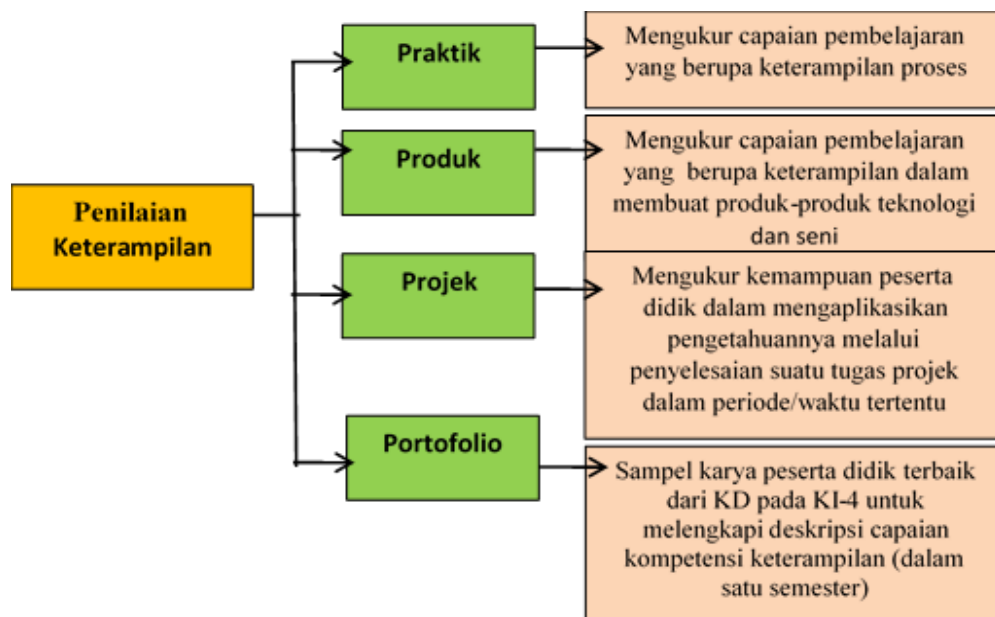 Penilaian
Keterampilan
Praktik
Mengukur capaian pembelajaran
yang berupa keterampilan proses
Produk
Mengukur capaian pembelajaran
yang berupa keterampilan dalam
membuat produk-produk teknologi
dan seni
Projek
Mengukur kemampuan peserta
didik dalam mengaplikasikan
pengetahuannya melalui
penyelesaian suatu tugas projek
dalam periode/waktu tertentu
Portofolio
Sampel karya peserta didik terbaik
dari KD pada KI-4 untuk
melengkapi deskripsi capaian
kompetensi keterampilan (dalam
satu semester)